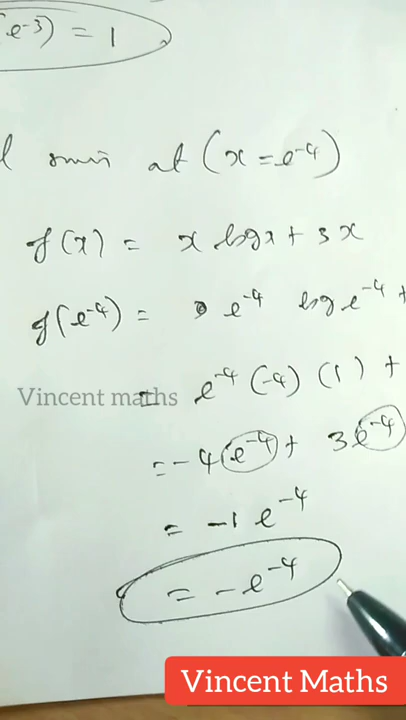 (e⁻³) = 1
l min at (x = e⁻⁴)
f(x) = x log x + 3x
f(e⁻⁴) = e⁻⁴ log e⁻⁴ +
= e⁻⁴ (-4) (1) +
Vincent maths
= - 4(e⁻⁴) + 3e⁻⁴
= -1 e⁻⁴
= - e⁻⁴
Vincent Maths